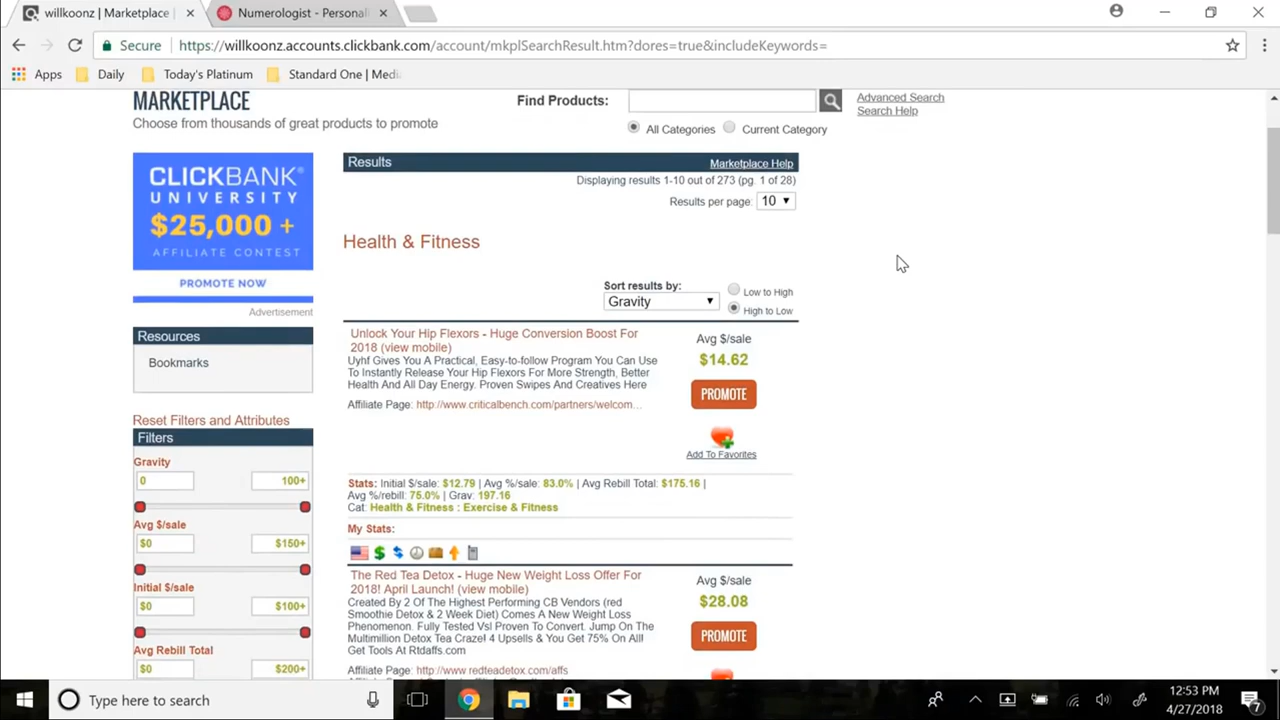 willkoonz | Marketplace
Numerologist - Personali
Secure
https://willkoonz.accounts.clickbank.com/account/mkplSearchResult.htm?dores=true&includeKeywords=
Apps
Daily
Today's Platinum
Standard One | Medi
MARKETPLACE
Choose from thousands of great products to promote
Find Products:
Advanced Search
Search Help
All Categories
Current Category
CLICKBANK®
UNIVERSITY
$25,000 +
AFFILIATE CONTEST
PROMOTE NOW
Advertisement
Resources
Bookmarks
Reset Filters and Attributes
Filters
Gravity
0
100+
Avg $/sale
$0
$150+
Initial $/sale
$0
$100+
Avg Rebill Total
$0
$200+
Results
Marketplace Help
Displaying results 1-10 out of 273 (pg. 1 of 28)
Results per page: 10
Health & Fitness
Sort results by:
Gravity
Low to High
High to Low
Unlock Your Hip Flexors - Huge Conversion Boost For
2018 (view mobile)
Uyhf Gives You A Practical, Easy-to-follow Program You Can Use
To Instantly Release Your Hip Flexors For More Strength, Better
Health And All Day Energy. Proven Swipes And Creatives Here
Affiliate Page: http://www.criticalbench.com/partners/welcom...
Avg $/sale
$14.62
PROMOTE
Add To Favorites
Stats: Initial $/sale: $12.79 | Avg %/sale: 83.0% | Avg Rebill Total: $175.16 |
Avg %/rebill: 75.0% | Grav: 197.16
Cat: Health & Fitness : Exercise & Fitness
My Stats:
The Red Tea Detox - Huge New Weight Loss Offer For
2018! April Launch! (view mobile)
Created By 2 Of The Highest Performing CB Vendors (red
Smoothie Detox & 2 Week Diet) Comes A New Weight Loss
Phenomenon. Fully Tested Vsl Proven To Convert. Jump On The
Multimillion Detox Tea Craze! 4 Upsells & You Get 75% On All!
Get Tools At Rtdaffs.com
Affiliate Page: http://www.redteadetox.com/affs
Avg $/sale
$28.08
PROMOTE
Type here to search
12:53 PM
4/27/2018
7